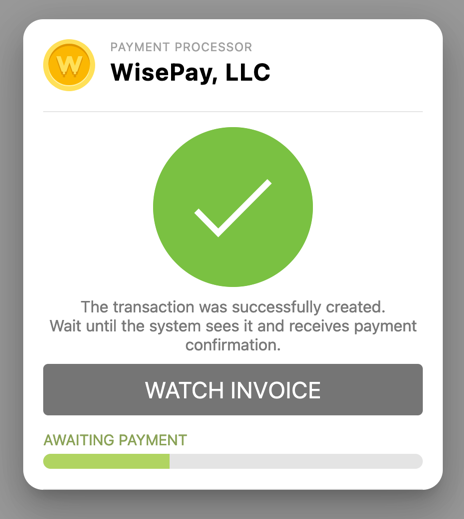 W
PAYMENT PROCESSOR
WisePay, LLC
The transaction was successfully created.
Wait until the system sees it and receives payment
confirmation.
WATCH INVOICE
AWAITING PAYMENT